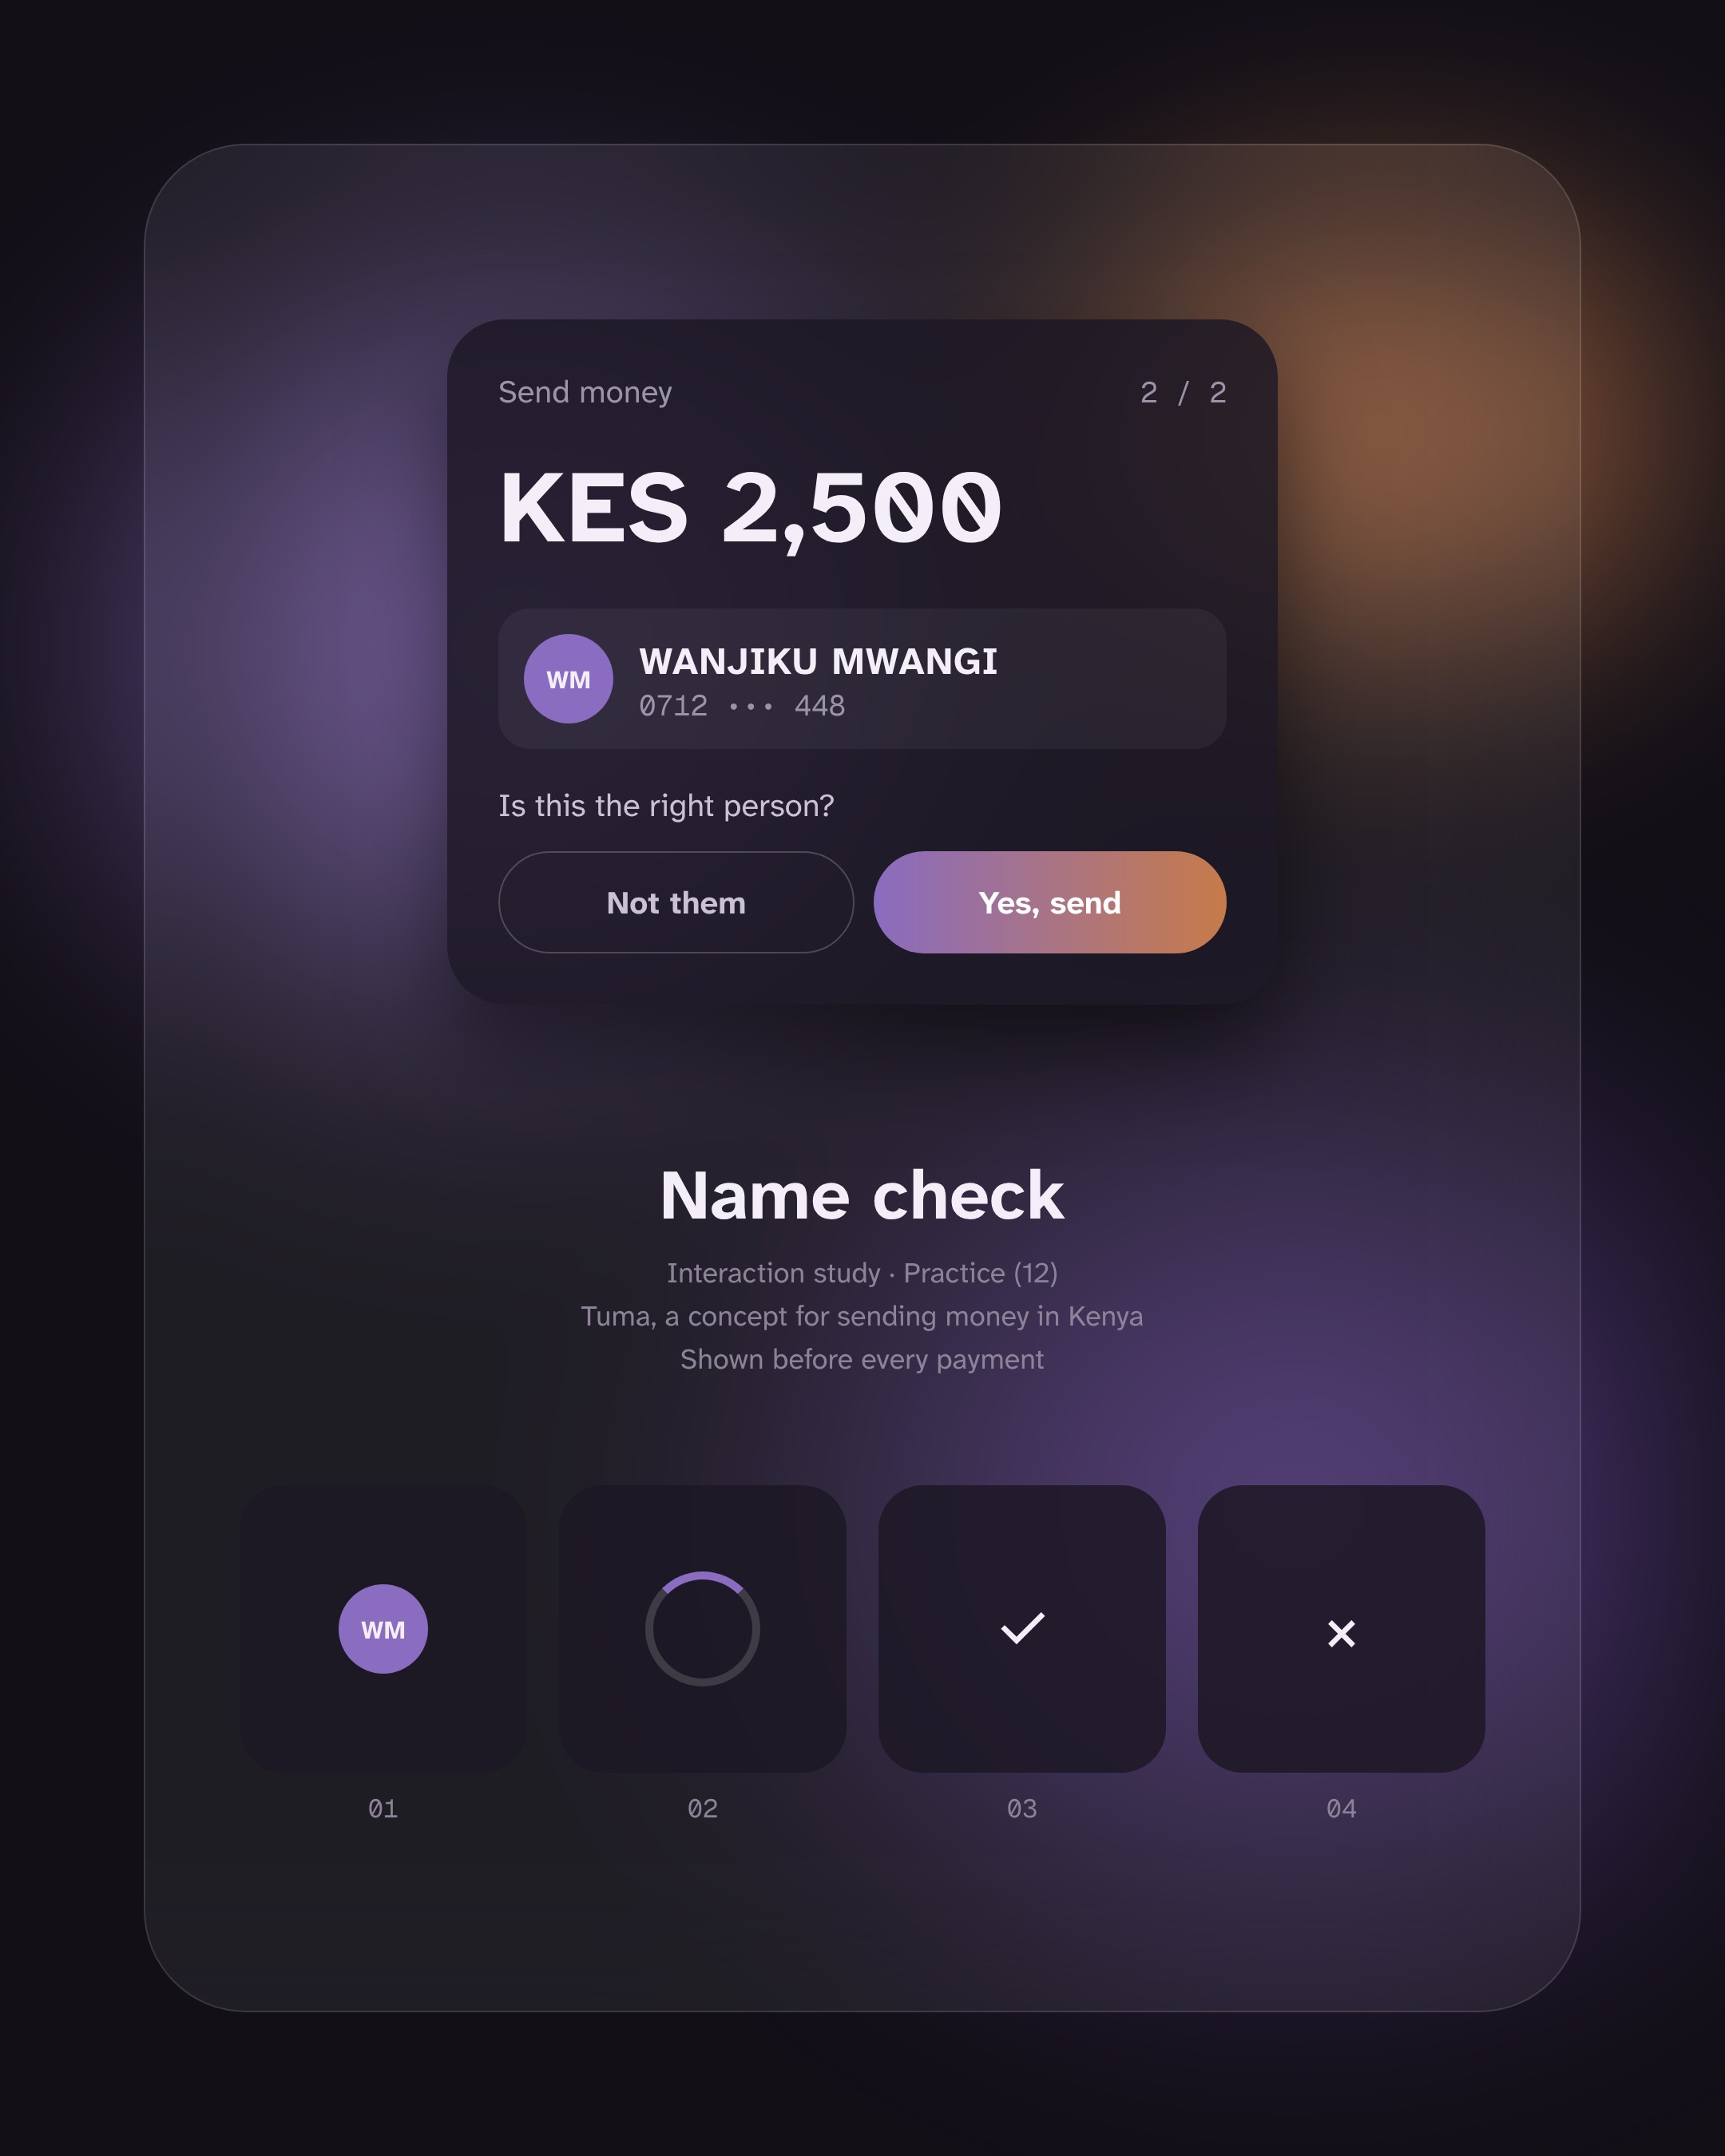 Send money
2 / 2
KES 2,500
WM
WANJIKU MWANGI
0712 ••• 448
Is this the right person?
Not them
Yes, send
Name check
Interaction study · Practice (12)
Tuma, a concept for sending money in Kenya
Shown before every payment
WM
01
02
03
04